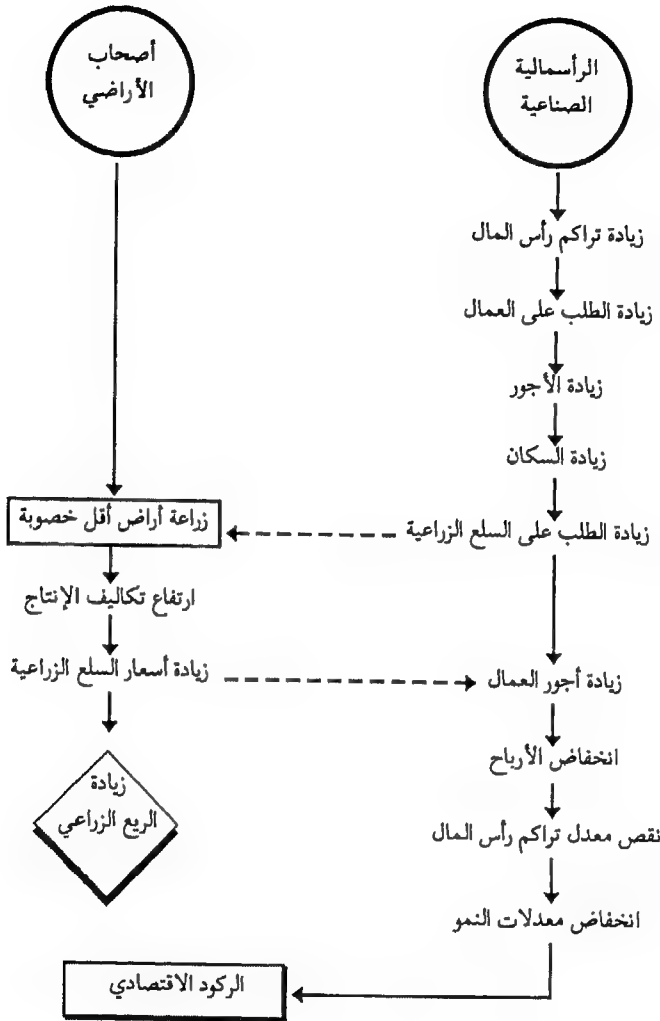 الرأسمالية
الصناعية
زيادة تراكم رأس المال
زيادة الطلب على العمال
زيادة الأجور
زيادة السكان
زيادة الطلب على السلع الزراعية
زيادة أجور العمال
انخفاض الأرباح
نقص معدل تراكم رأس المال
انخفاض معدلات النمو
أصحاب
الأراضي
زراعة أراض أقل خصوبة
ارتفاع تكاليف الإنتاج
زيادة أسعار السلع الزراعية
زيادة
الريع الزراعي
الركود الاقتصادي